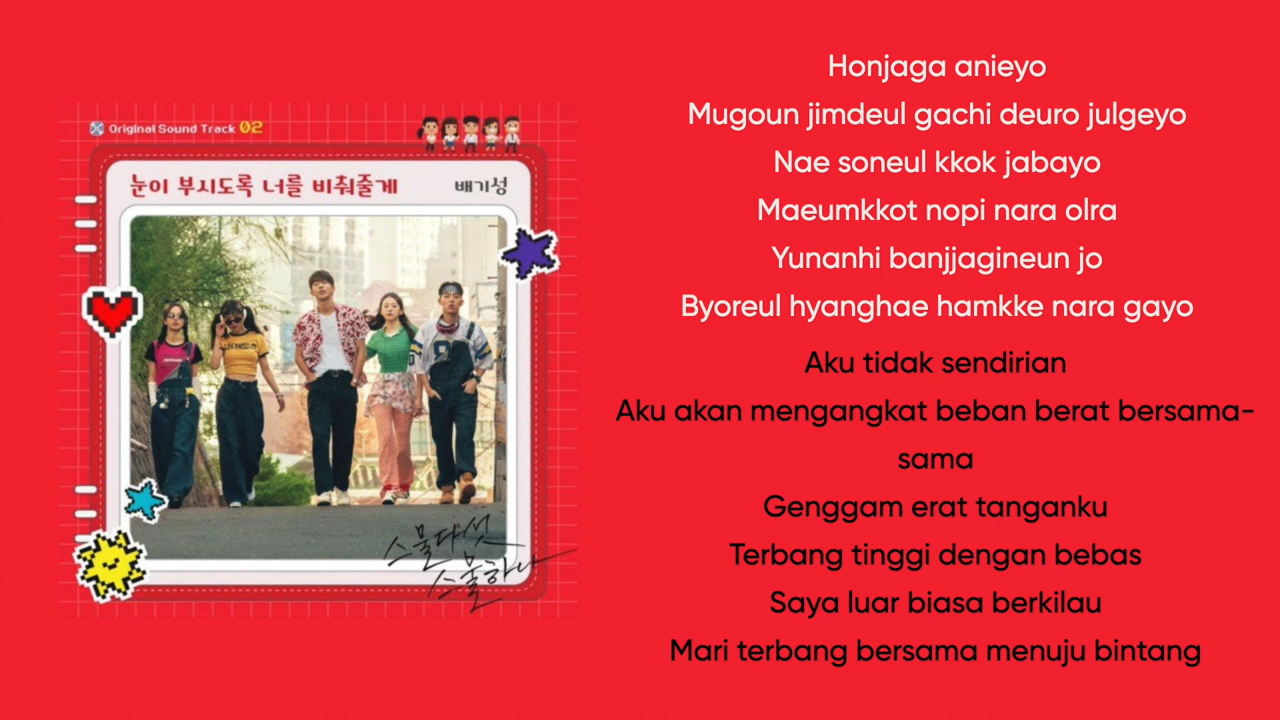 Original Sound Track 02
눈이 부시도록 너를 비춰줄게
배기성
스물다섯
스물하나
Honjaga anieyo
Mugoun jimdeul gachi deuro julgeyo
Nae soneul kkok jabayo
Maeumkkot nopi nara olra
Yunanhi banjjagineun jo
Byoreul hyanghae hamkke nara gayo
Aku tidak sendirian
Aku akan mengangkat beban berat bersama-
sama
Genggam erat tanganku
Terbang tinggi dengan bebas
Saya luar biasa berkilau
Mari terbang bersama menuju bintang